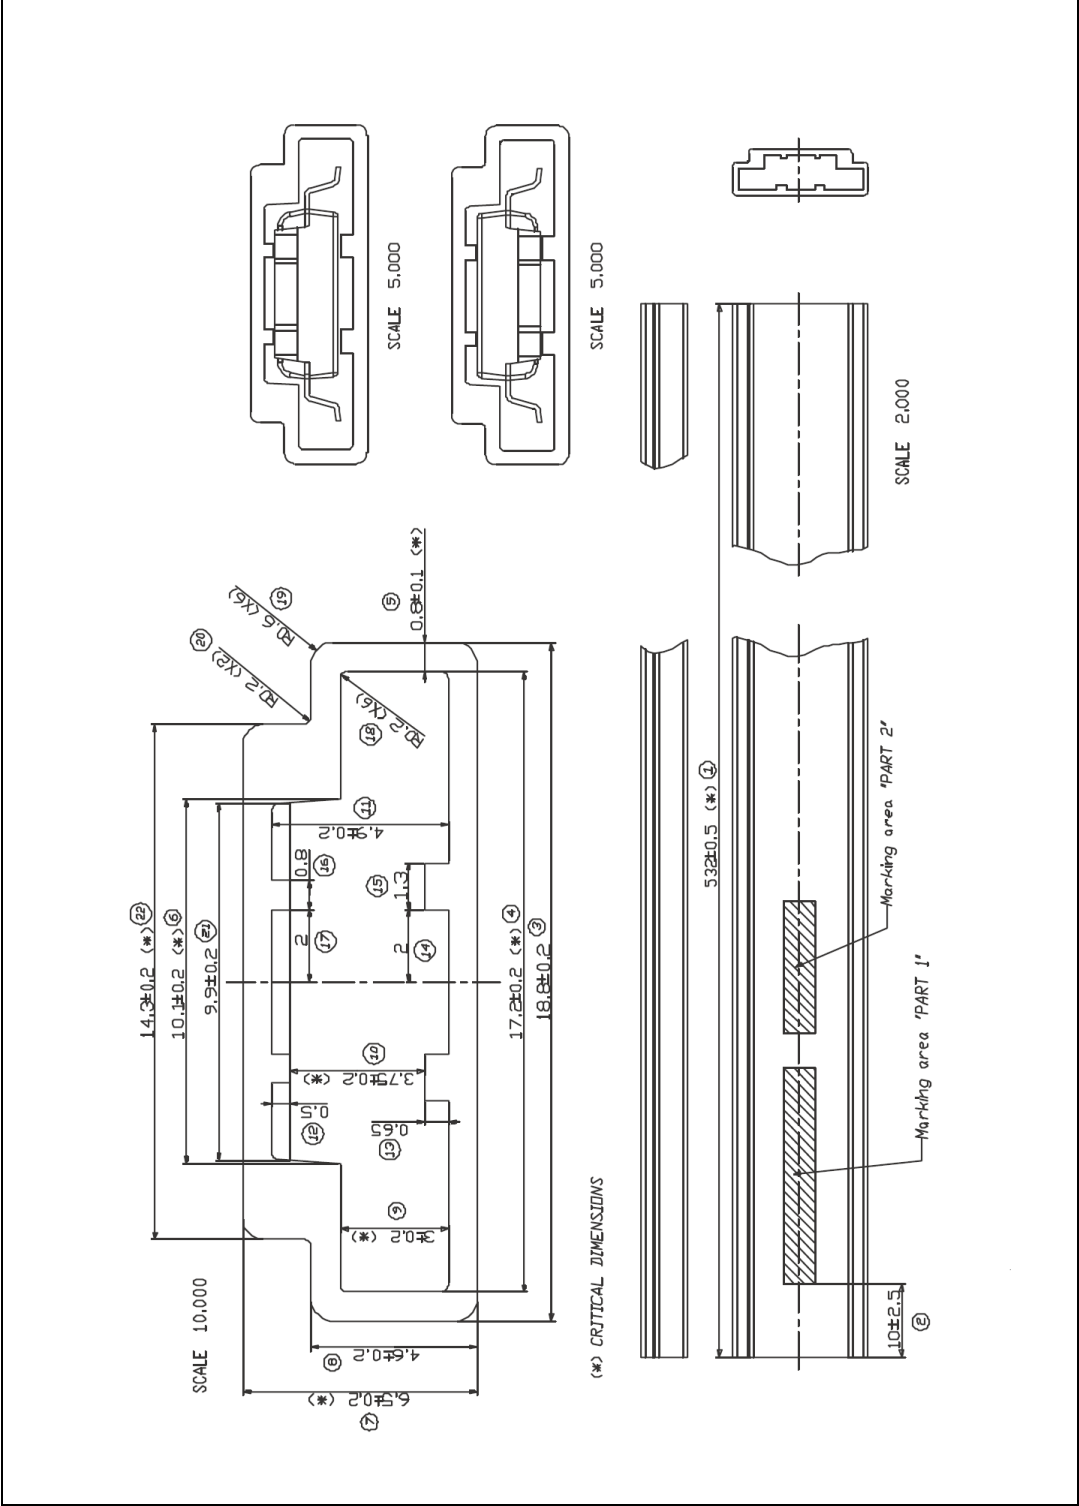 SCALE 5,000
SCALE 5,000
SCALE 2,000
SCALE 10,000
14,3±0,2 (*) 22
10,1±0,2 (*) 6
9,9±0,2 21
R0,2 (X2) 20
R0,6 (X6) 19
R0,2 (X6) 18
0,8±0,1 (*) 5
4,9±0,2 11
0,8 16
2 17
1,3 15
2 14
17,2±0,2 (*) 4
18,8±0,2 3
3,75±0,2 (*) 10
0,5 12
0,65 13
3±0,2 (*) 9
4,6±0,2 8
6,5±0,2 (*) 7
(*) CRITICAL DIMENSIONS
532±0,5 (*) 1
Marking area "PART 2"
Marking area "PART 1"
10±2,5 2